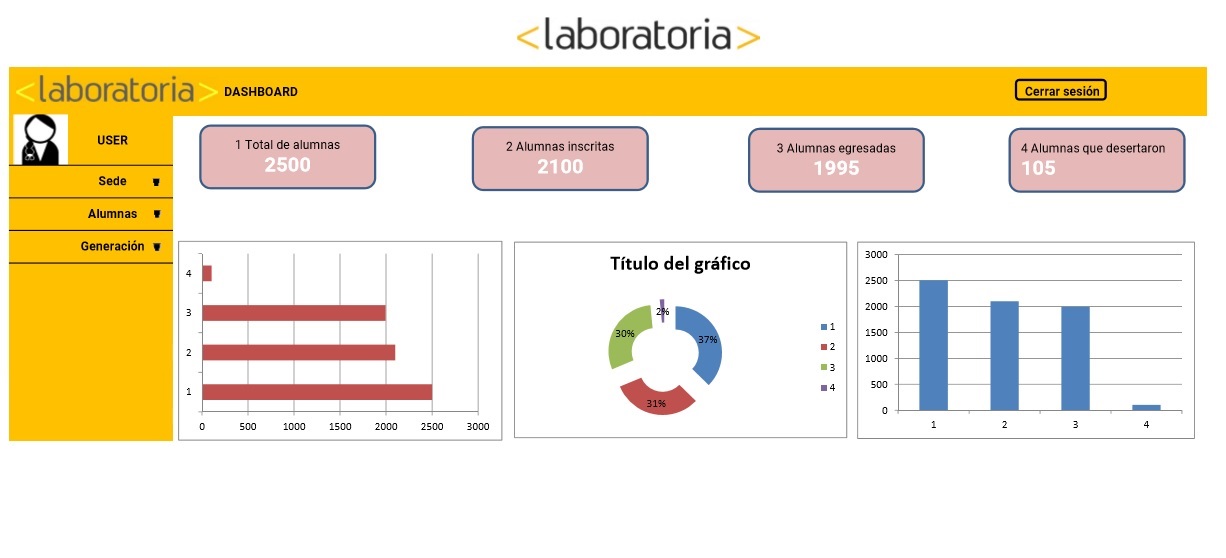 <laboratoria>
<laboratoria> DASHBOARD
Cerrar sesión
USER
Sede
Alumnas
Generación
1 Total de alumnas
2500
2 Alumnas inscritas
2100
3 Alumnas egresadas
1995
4 Alumnas que desertaron
105
4
3
2
1
0 500 1000 1500 2000 2500 3000
Título del gráfico
2%
30%
37%
31%
1
2
3
4
3000
2500
2000
1500
1000
500
0
1 2 3 4